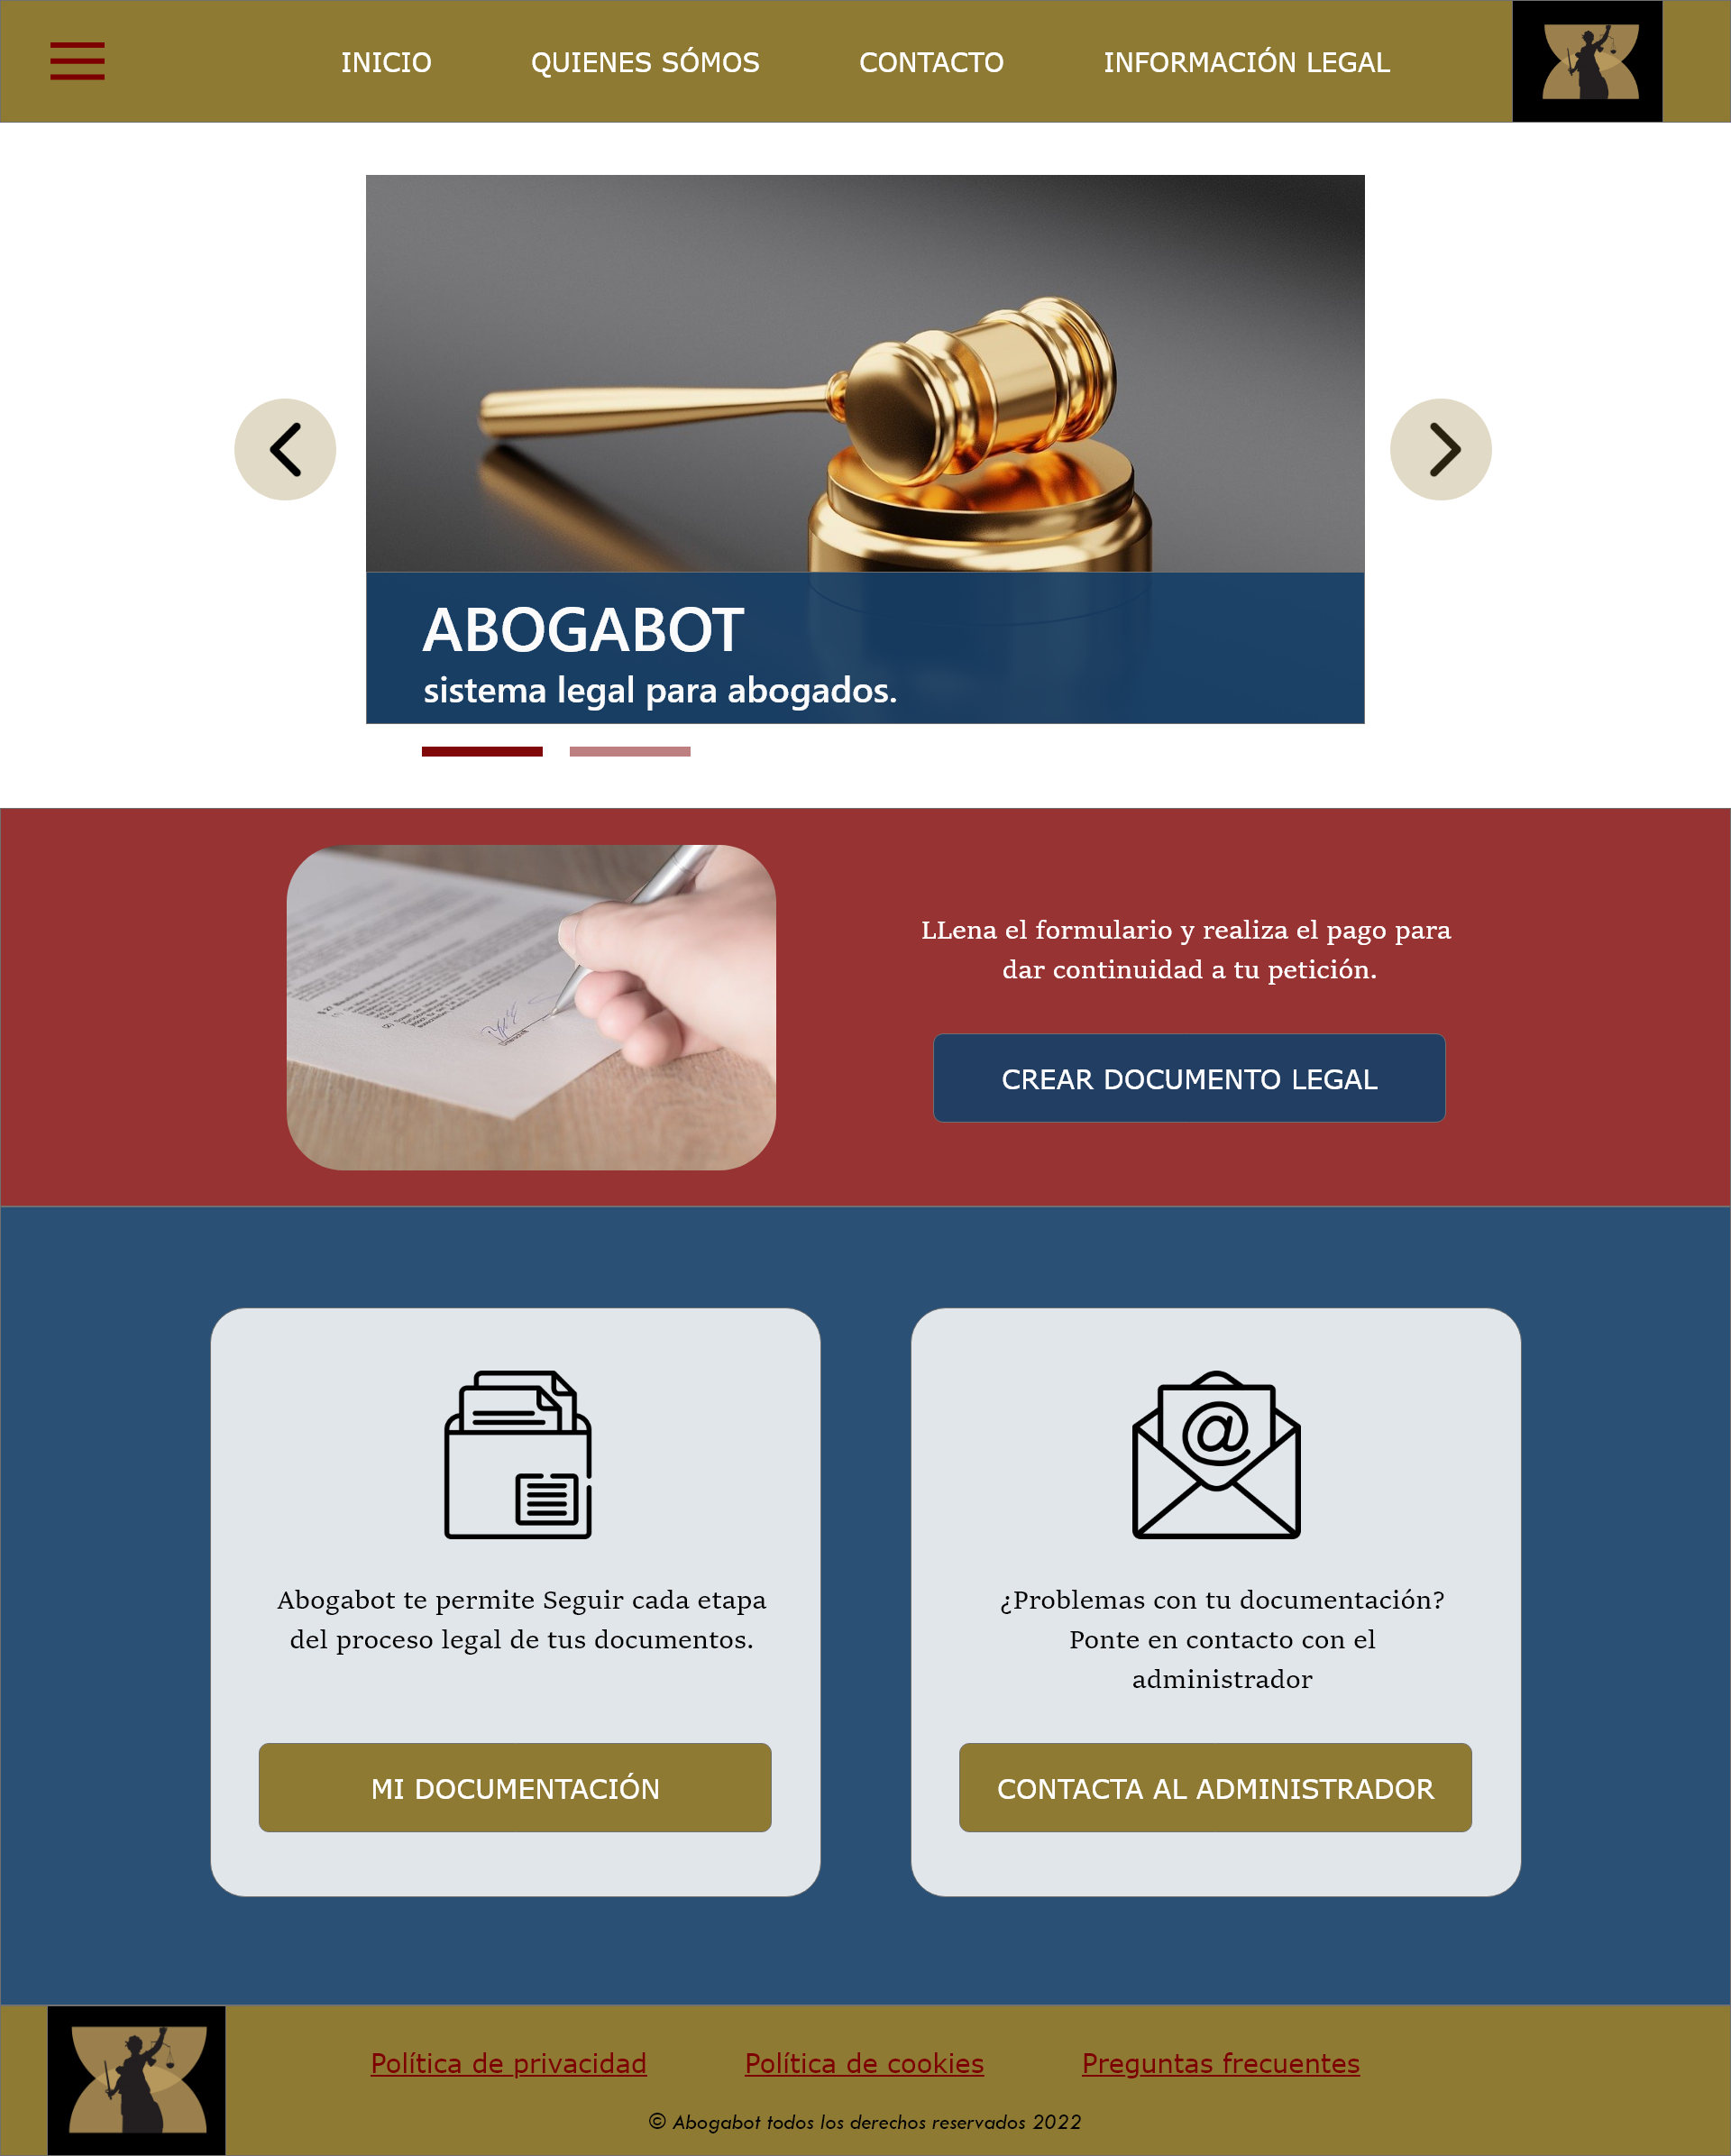 INICIO
QUIENES SÓMOS
CONTACTO
INFORMACIÓN LEGAL
ABOGABOT
sistema legal para abogados.
LLena el formulario y realiza el pago para
dar continuidad a tu petición.
CREAR DOCUMENTO LEGAL
Abogabot te permite Seguir cada etapa
del proceso legal de tus documentos.
MI DOCUMENTACIÓN
¿Problemas con tu documentación?
Ponte en contacto con el
administrador
CONTACTA AL ADMINISTRADOR
Política de privacidad
Política de cookies
Preguntas frecuentes
© Abogabot todos los derechos reservados 2022